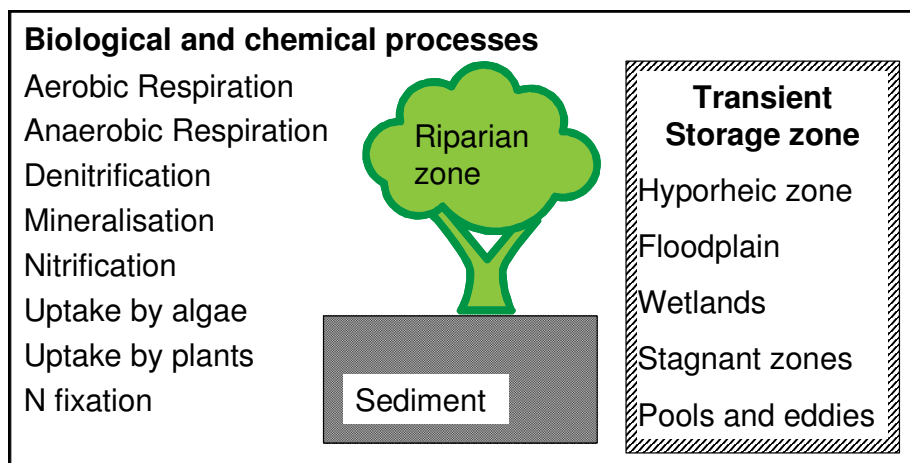 Biological and chemical processes
Aerobic Respiration
Anaerobic Respiration
Denitrification
Mineralisation
Nitrification
Uptake by algae
Uptake by plants
N fixation
Riparian
zone
Sediment
Transient
Storage zone
Hyporheic zone
Floodplain
Wetlands
Stagnant zones
Pools and eddies